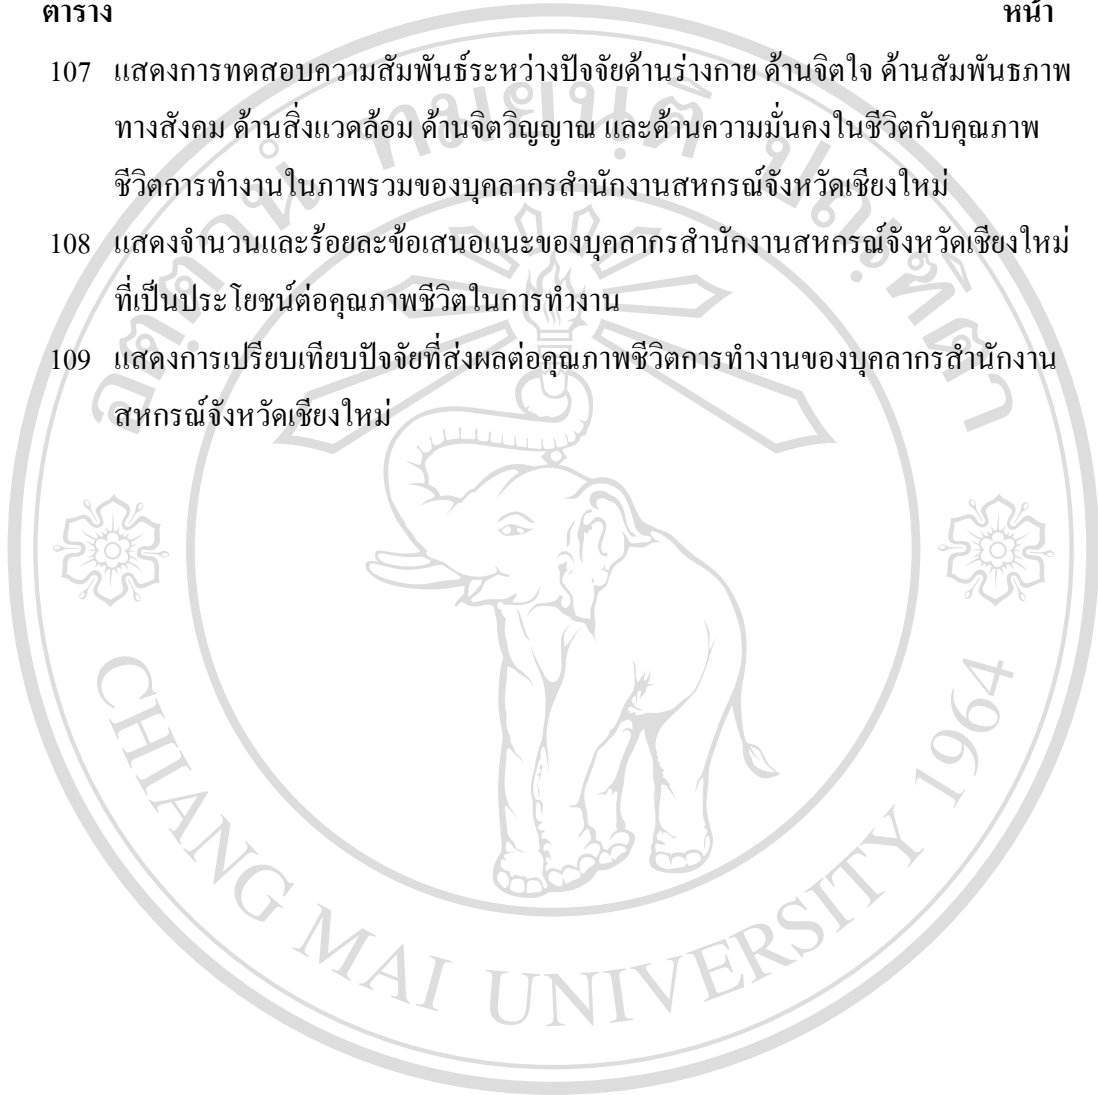 ตาราง หน้า
107 แสดงการทดสอบความสัมพันธ์ระหว่างปัจจัยด้านร่างกาย ด้านจิตใจ ด้านสัมพันธภาพ
ทางสังคม ด้านสิ่งแวดล้อม ด้านจิตวิญญาณ และด้านความมั่นคงในชีวิตกับคุณภาพ
ชีวิตการทำงานในภาพรวมของบุคลากรสำนักงานสหกรณ์จังหวัดเชียงใหม่
108 แสดงจำนวนและร้อยละข้อเสนอแนะของบุคลากรสำนักงานสหกรณ์จังหวัดเชียงใหม่
ที่เป็นประโยชน์ต่อคุณภาพชีวิตในการทำงาน
109 แสดงการเปรียบเทียบปัจจัยที่ส่งผลต่อคุณภาพชีวิตการทำงานของบุคลากรสำนักงาน
สหกรณ์จังหวัดเชียงใหม่
อตฺตานํ ทมยนฺติ ปณฺฑิตา
CHIANG MAI UNIVERSITY 1964